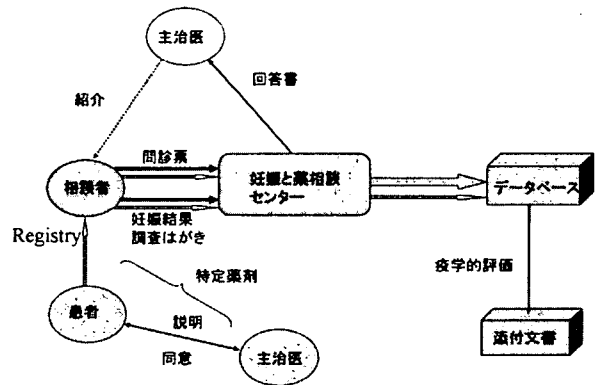 主治医
回答書
紹介
問診票
相談者
妊娠と薬相談
センター
データベース
妊娠結果
調査はがき
Registry
疫学的評価
特定薬剤
患者
説明
同意
主治医
添付文書